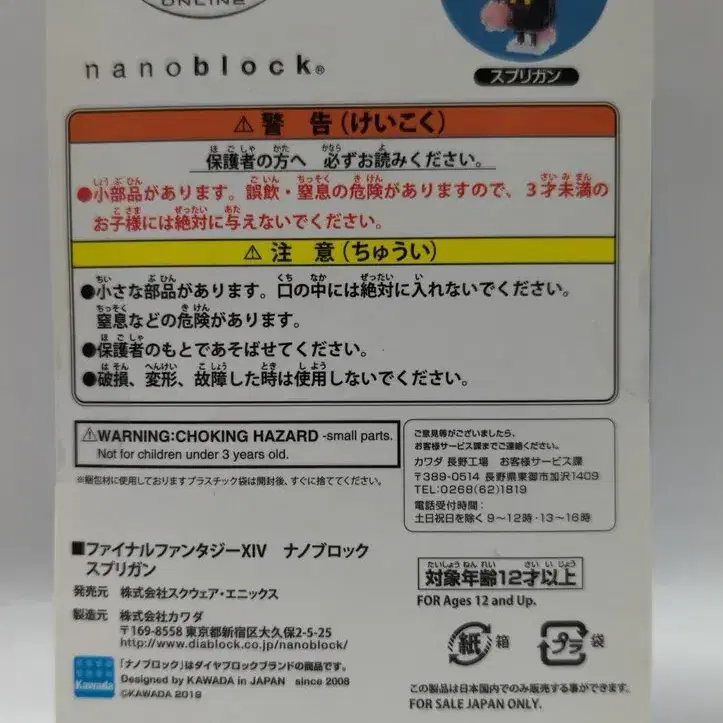 ONLINE
nanoblock®
スプリガン
⚠警 告(けいこく)
保護者の方へ 必ずお読みください。
●小部品があります。誤飲・窒息の危険がありますので、3才未満の
お子様には絶対に与えないでください。
⚠注 意(ちゅうい)
●小さな部品があります。口の中には絶対に入れないでください。
窒息などの危険があります。
●保護者のもとであそばせてください。
●破損、変形、故障した時は使用しないでください。
⚠WARNING:CHOKING HAZARD -small parts.
Not for children under 3 years old.
※梱包材に使用しておりますプラスチック袋は開封後、すぐに捨ててください。
ご意見等がございましたら、
お客様サービス課までご連絡ください。
カワダ 長野工場 お客様サービス課
〒389-0514 長野県東御市加沢1409
TEL:0268(62)1819
電話受付時間:
土日祝日を除く 9〜12時・13〜16時
■ファイナルファンタジーXIV ナノブロック
スプリガン
発売元 株式会社スクウェア・エニックス
製造元 株式会社カワダ
〒169-8558 東京都新宿区大久保2-5-25
http://www.diablock.co.jp/nanoblock/
Kawada
「ナノブロック」はダイヤブロックブランドの商品です。
Designed by KAWADA in JAPAN since 2008
©KAWADA 2019
対象年齢12才以上
FOR Ages 12 and Up.
紙 箱 プラ 袋
この製品は日本国内でのみ販売する事ができます。
FOR SALE JAPAN ONLY.